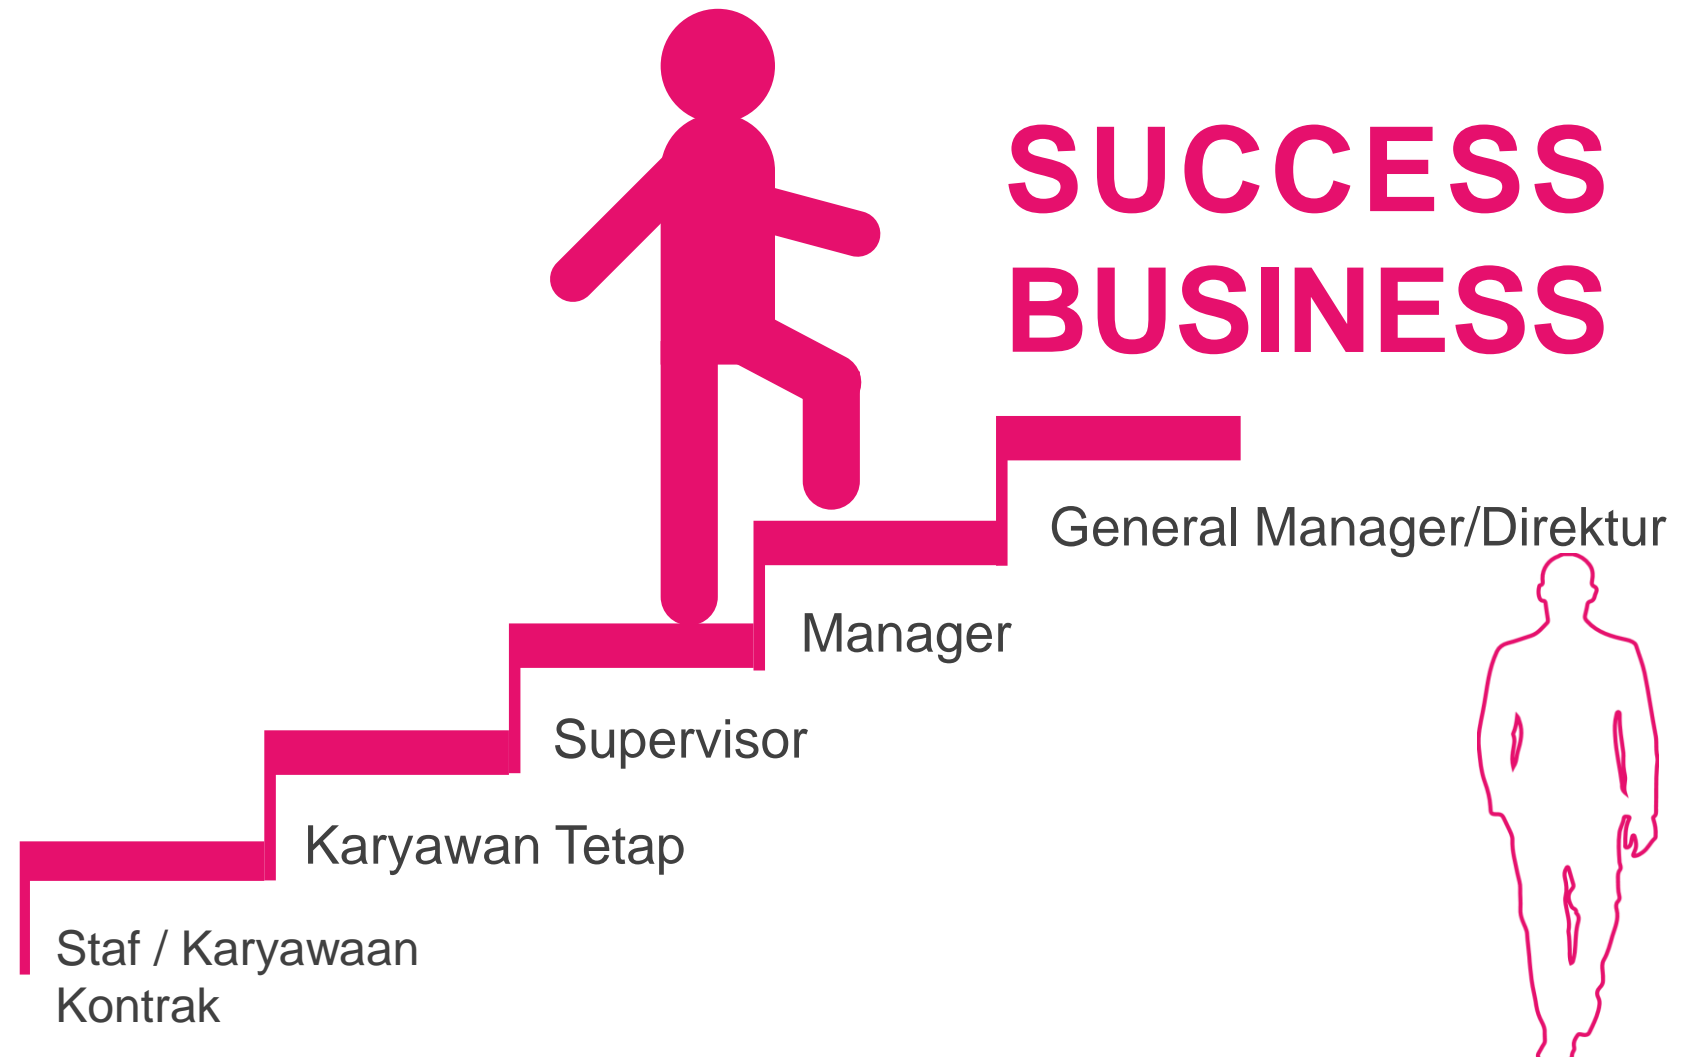 SUCCESS
BUSINESS
General Manager/Direktur
Manager
Supervisor
Karyawan Tetap
Staf / Karyawaan
Kontrak